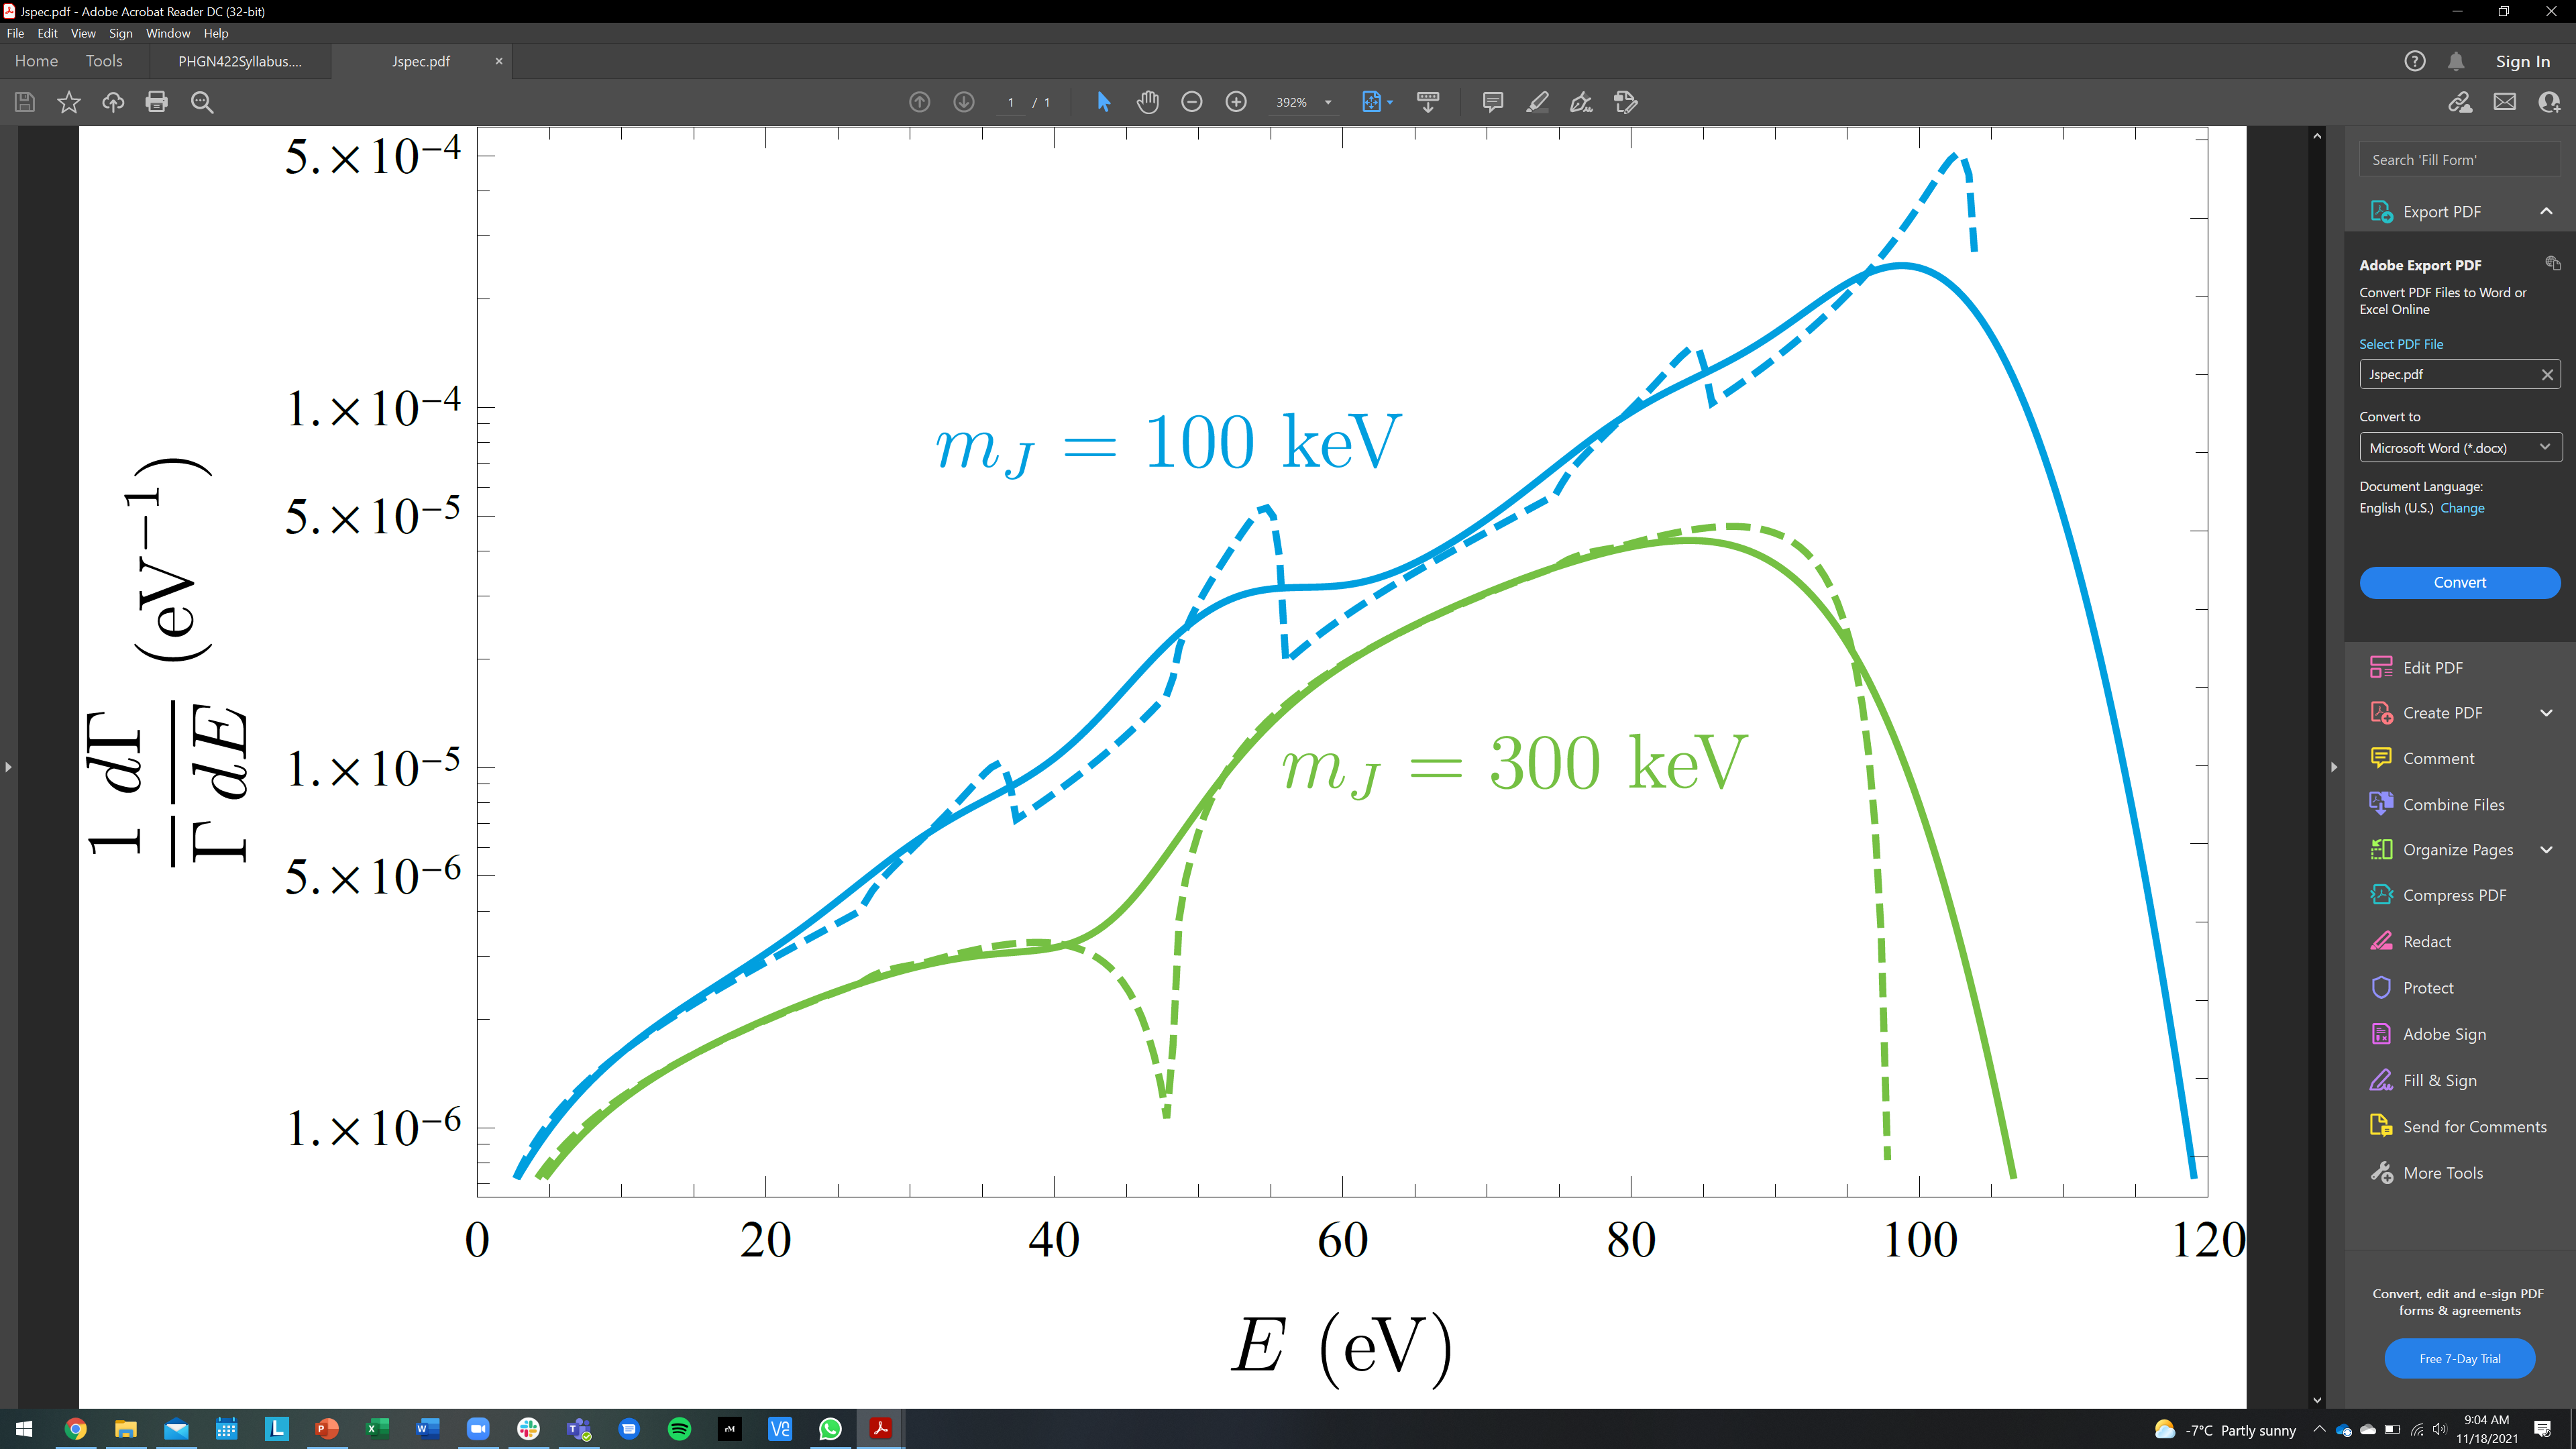 Jspec.pdf - Adobe Acrobat Reader DC (32-bit)
File Edit View Sign Window Help
Home Tools PHGN422Syllabus.... Jspec.pdf × Sign In
1 / 1 392%
5.×10⁻⁴
1.×10⁻⁴
5.×10⁻⁵
1.×10⁻⁵
5.×10⁻⁶
1.×10⁻⁶
1/Γ dΓ/dE (eV⁻¹)
m_J = 100 keV
m_J = 300 keV
0 20 40 60 80 100 120
E (eV)
Search 'Fill Form'
Export PDF
Adobe Export PDF
Convert PDF Files to Word or
Excel Online
Select PDF File
Jspec.pdf
Convert to
Microsoft Word (*.docx)
Document Language:
English (U.S.) Change
Convert
Edit PDF
Create PDF
Comment
Combine Files
Organize Pages
Compress PDF
Redact
Protect
Adobe Sign
Fill & Sign
Send for Comments
More Tools
Convert, edit and e-sign PDF
forms & agreements
Free 7-Day Trial
-7°C Partly sunny
9:04 AM
11/18/2021